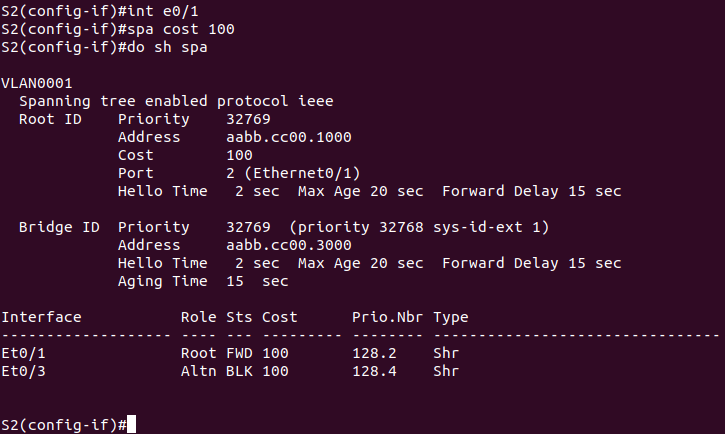 S2(config-if)#int e0/1
S2(config-if)#spa cost 100
S2(config-if)#do sh spa
VLAN0001
  Spanning tree enabled protocol ieee
  Root ID    Priority    32769
             Address     aabb.cc00.1000
             Cost        100
             Port        2 (Ethernet0/1)
             Hello Time   2 sec  Max Age 20 sec  Forward Delay 15 sec
  Bridge ID  Priority    32769  (priority 32768 sys-id-ext 1)
             Address     aabb.cc00.3000
             Hello Time   2 sec  Max Age 20 sec  Forward Delay 15 sec
             Aging Time  15  sec
Interface           Role Sts Cost      Prio.Nbr Type
------------------- ---- --- --------- -------- --------------------------------
Et0/1               Root FWD 100       128.2    Shr
Et0/3               Altn BLK 100       128.4    Shr
S2(config-if)#